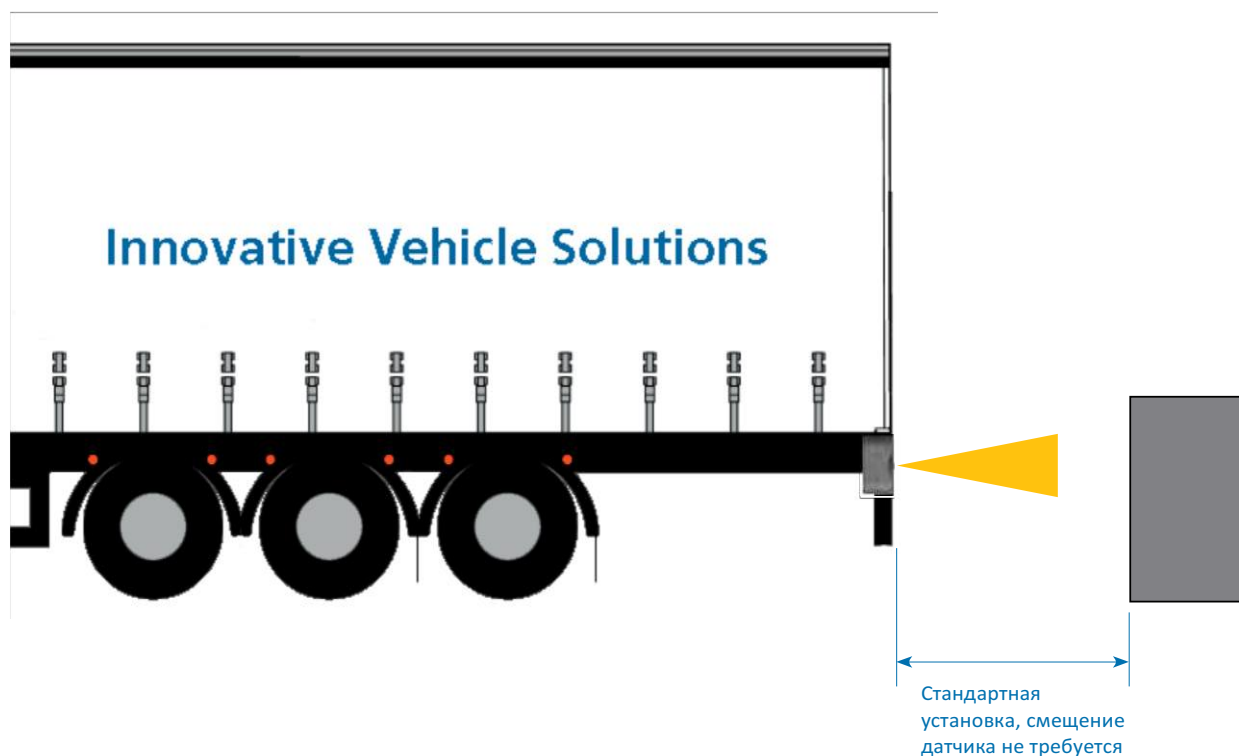 Innovative Vehicle Solutions
Стандартная
установка, смещение
датчика не требуется